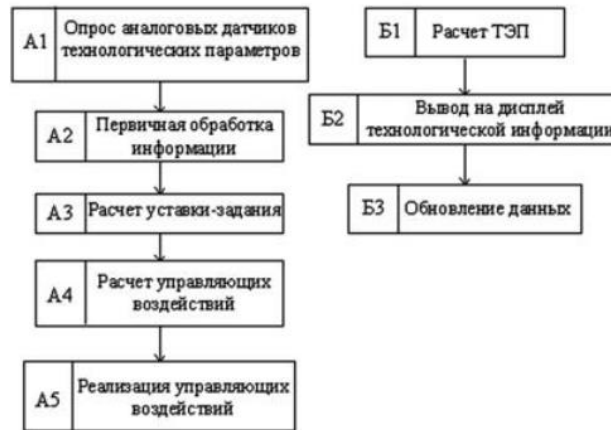 А1
Опрос аналоговых датчиков
технологических параметров
А2
Первичная обработка
информации
А3
Расчет уставки-задания
А4
Расчет управляющих
воздействий
А5
Реализация управляющих
воздействий
Б1
Расчет ТЭП
Б2
Вывод на дисплей
технологической информации
Б3
Обновление данных